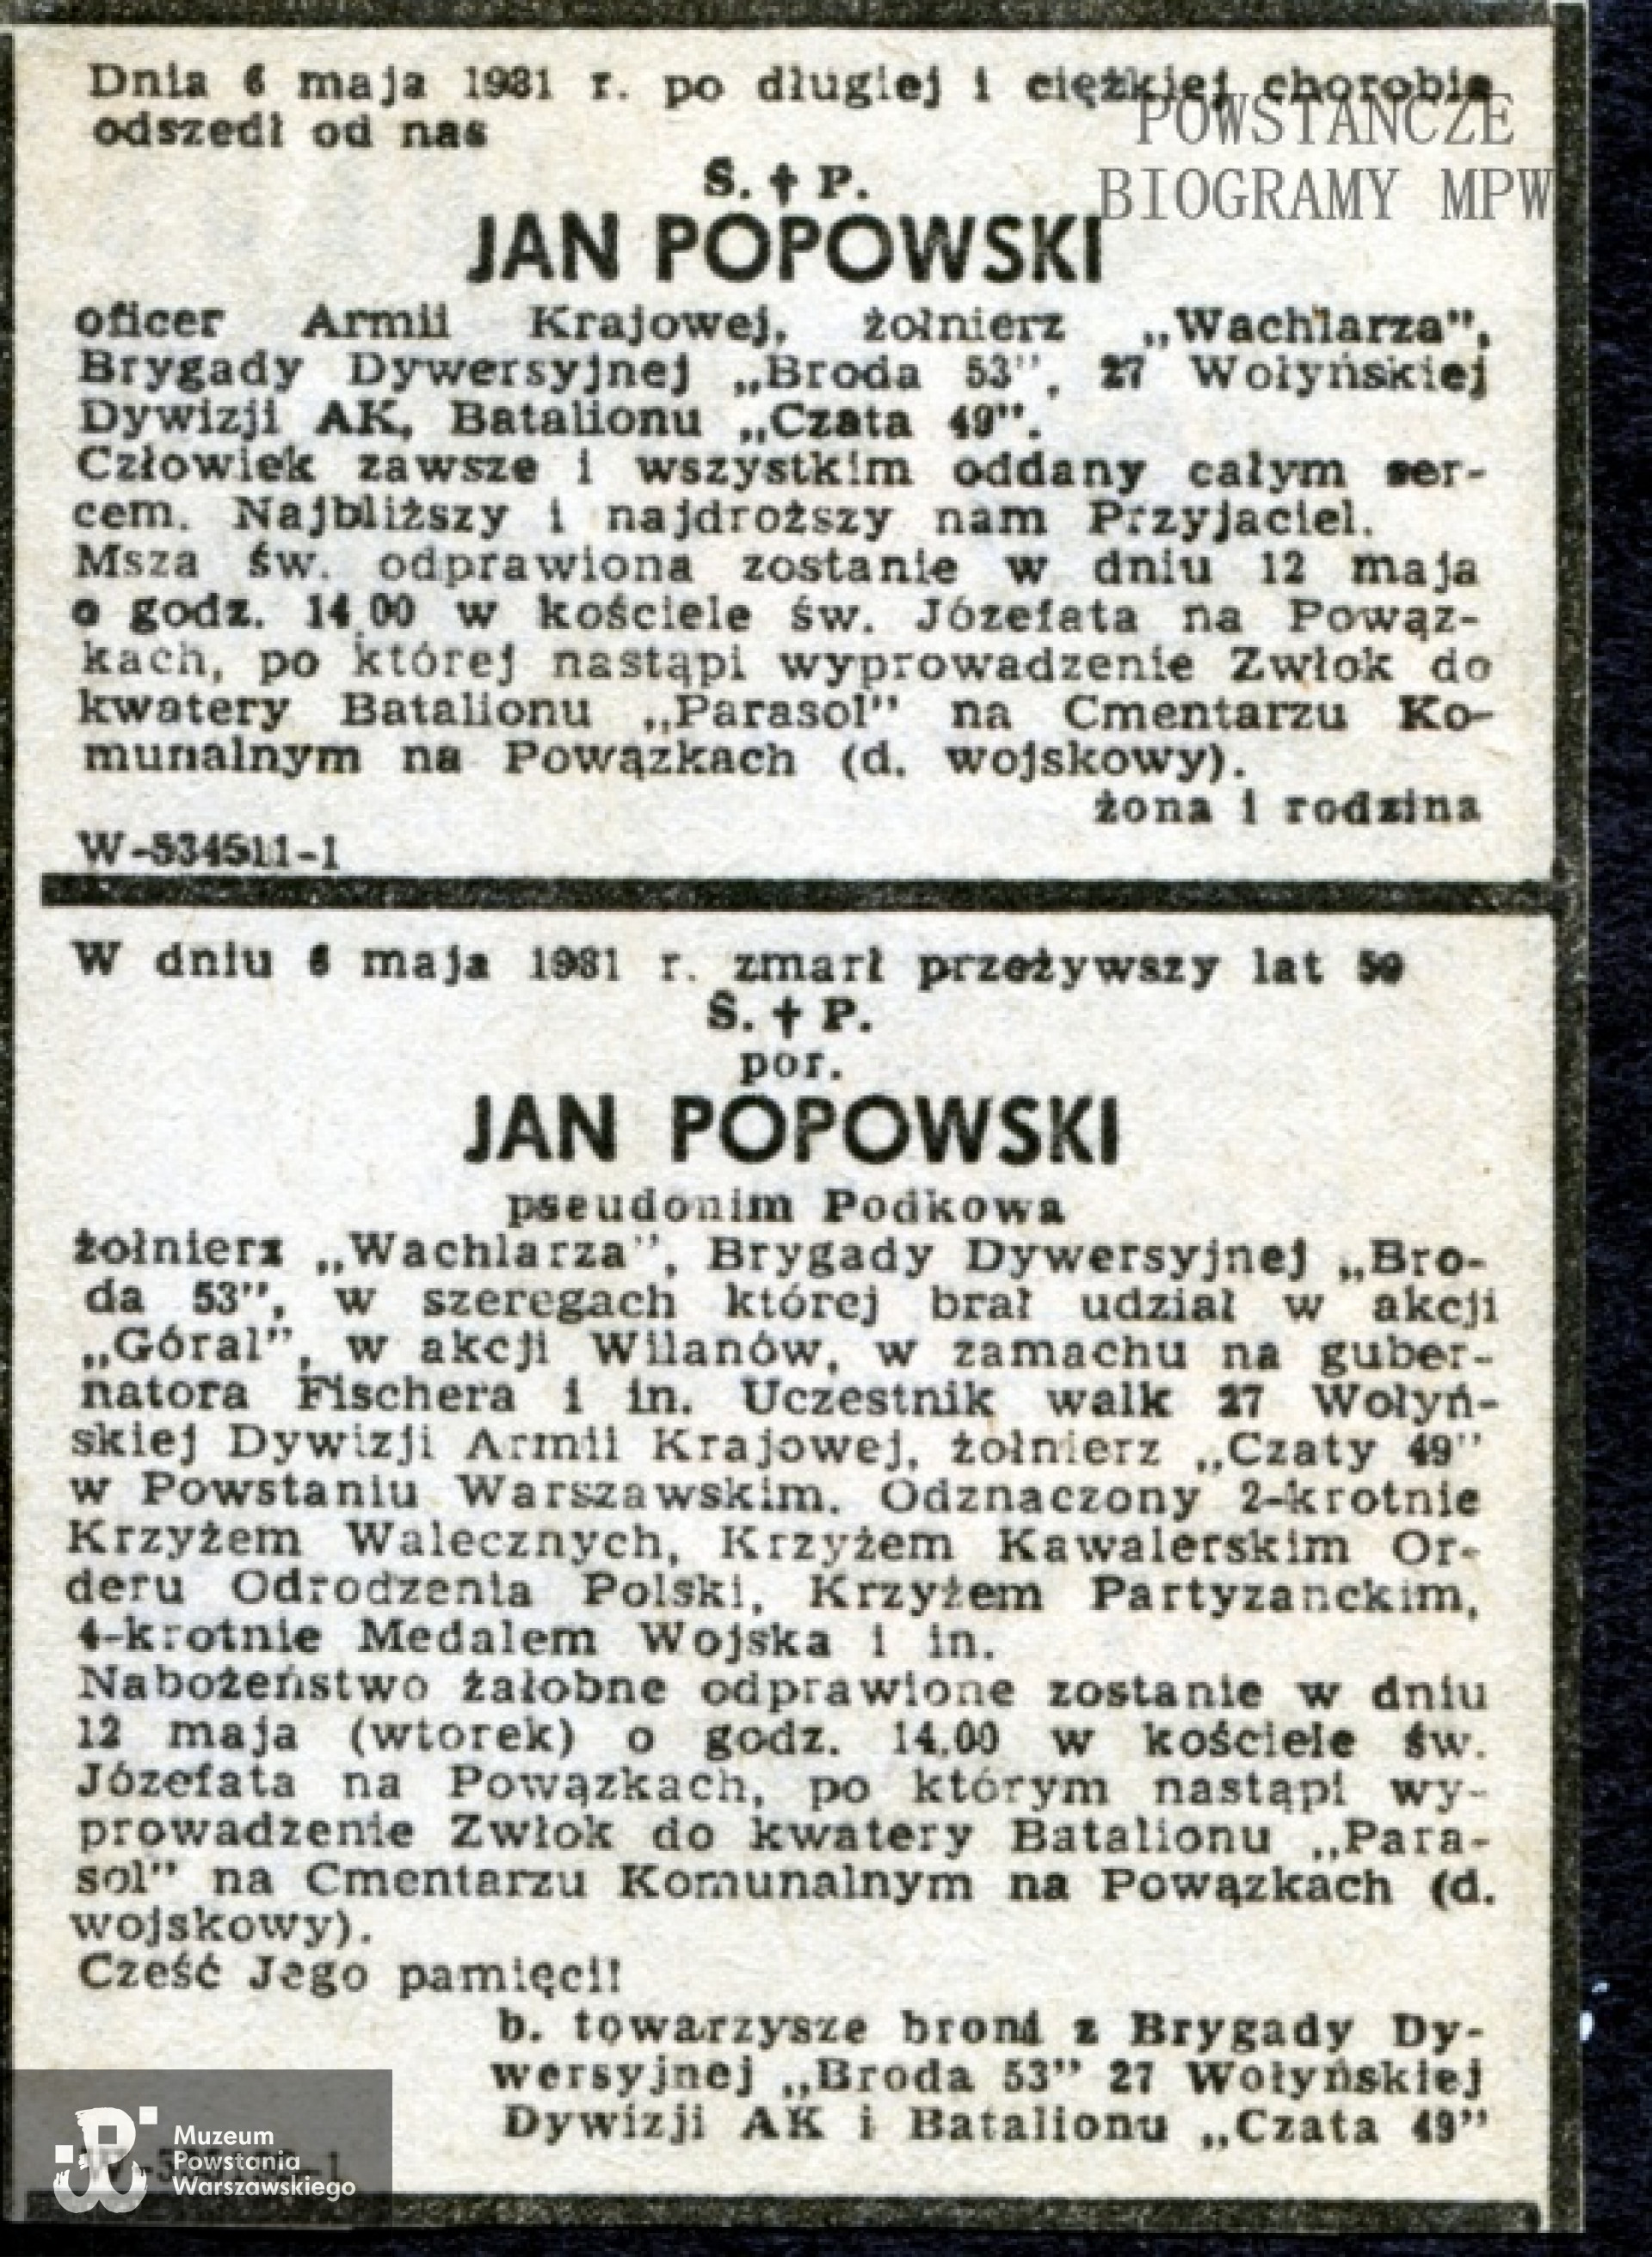 Dnia 6 maja 1981 r. po długiej i ciężkiej chorobie
odszedł od nas
POWSTAŃCZE
BIOGRAMY MPW
Ś. † P.
JAN POPOWSKI
oficer Armii Krajowej, żołnierz „Wachlarza",
Brygady Dywersyjnej „Broda 53", 27 Wołyńskiej
Dywizji AK, Batalionu „Czata 49".
Człowiek zawsze i wszystkim oddany całym ser-
cem. Najbliższy i najdroższy nam Przyjaciel.
Msza św. odprawiona zostanie w dniu 12 maja
o godz. 14.00 w kościele św. Józefata na Powąz-
kach, po której nastąpi wyprowadzenie Zwłok do
kwatery Batalionu „Parasol" na Cmentarzu Ko-
munalnym na Powązkach (d. wojskowy).
żona i rodzina
W-534511-1
W dniu 6 maja 1981 r. zmarł przeżywszy lat
Ś. † P.
por.
JAN POPOWSKI
pseudonim Podkowa
żołnierz „Wachlarza", Brygady Dywersyjnej „Bro-
da 53", w szeregach której brał udział w akcji
„Góral", w akcji Wilanów, w zamachu na guber-
natora Fischera i in. Uczestnik walk 27 Wołyń-
skiej Dywizji Armii Krajowej, żołnierz „Czaty 49"
w Powstaniu Warszawskim. Odznaczony 2-krotnie
Krzyżem Walecznych, Krzyżem Kawalerskim Or-
deru Odrodzenia Polski, Krzyżem Partyzanckim,
4-krotnie Medalem Wojska i in.
Nabożeństwo żałobne odprawione zostanie w dniu
12 maja (wtorek) o godz. 14.00 w kościele św.
Józefata na Powązkach, po którym nastąpi wy-
prowadzenie Zwłok do kwatery Batalionu „Para-
sol" na Cmentarzu Komunalnym na Powązkach (d.
wojskowy).
Cześć Jego pamięci!
b. towarzysze broni z Brygady Dy-
wersyjnej „Broda 53" 27 Wołyńskiej
Dywizji AK i Batalionu „Czata 49"
Muzeum
Powstania
Warszawskiego